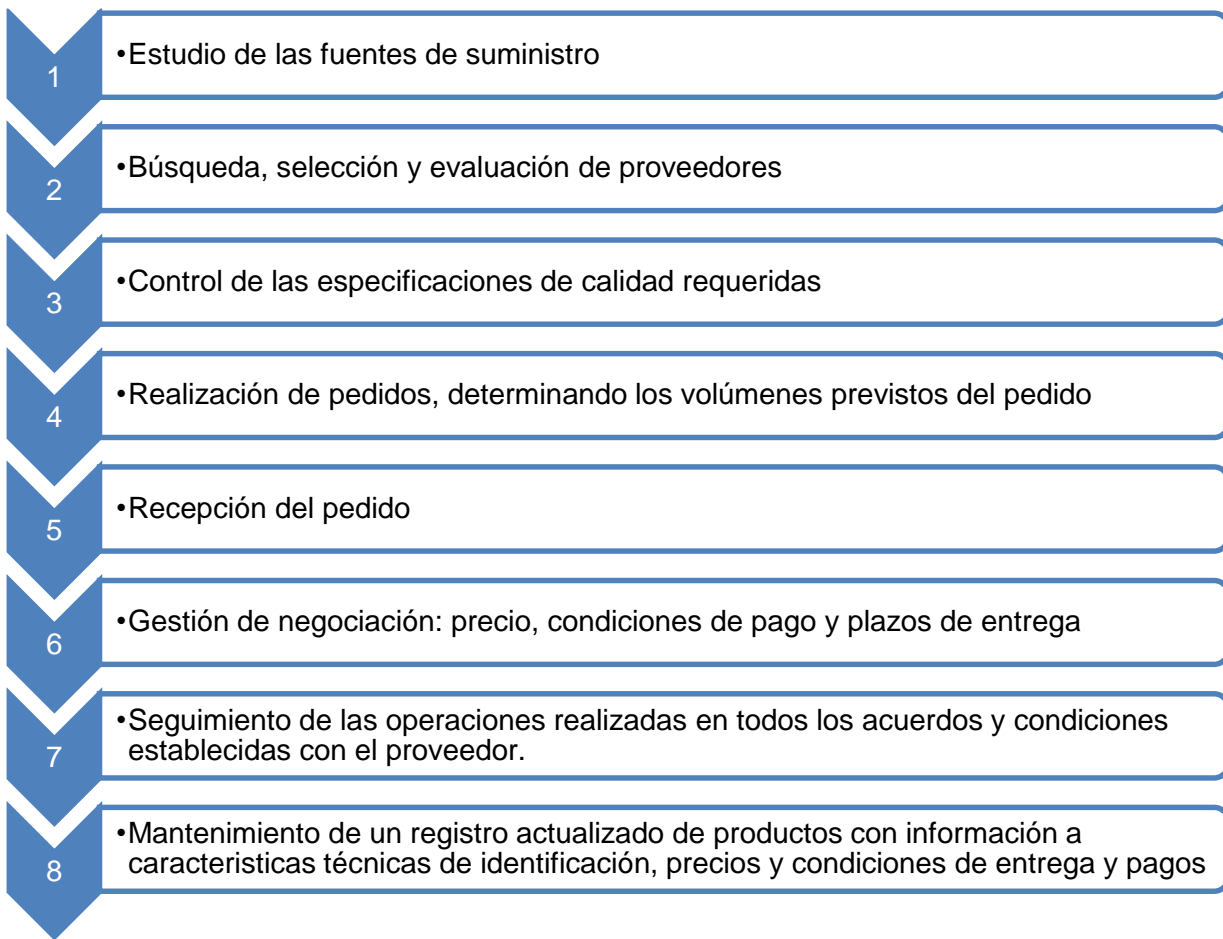 1
•Estudio de las fuentes de suministro
2
•Búsqueda, selección y evaluación de proveedores
3
•Control de las especificaciones de calidad requeridas
4
•Realización de pedidos, determinando los volúmenes previstos del pedido
5
•Recepción del pedido
6
•Gestión de negociación: precio, condiciones de pago y plazos de entrega
7
•Seguimiento de las operaciones realizadas en todos los acuerdos y condiciones
establecidas con el proveedor.
8
•Mantenimiento de un registro actualizado de productos con información a
caracteristicas técnicas de identificación, precios y condiciones de entrega y pagos